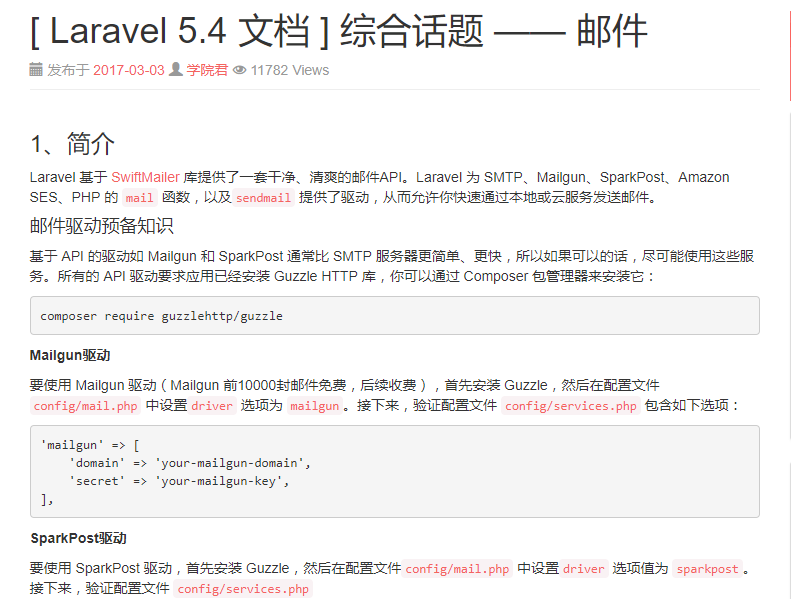 [ Laravel 5.4 文档 ] 综合话题 —— 邮件
发布于 2017-03-03 学院君 11782 Views
1、简介
Laravel 基于 SwiftMailer 库提供了一套干净、清爽的邮件API。Laravel 为 SMTP、Mailgun、SparkPost、Amazon
SES、PHP 的 mail 函数，以及 sendmail 提供了驱动，从而允许你快速通过本地或云服务发送邮件。
邮件驱动预备知识
基于 API 的驱动如 Mailgun 和 SparkPost 通常比 SMTP 服务器更简单、更快，所以如果可以的话，尽可能使用这些服
务。所有的 API 驱动要求应用已经安装 Guzzle HTTP 库，你可以通过 Composer 包管理器来安装它：
composer require guzzlehttp/guzzle
Mailgun驱动
要使用 Mailgun 驱动（Mailgun 前10000封邮件免费，后续收费），首先安装 Guzzle，然后在配置文件
config/mail.php 中设置 driver 选项为 mailgun 。接下来，验证配置文件 config/services.php 包含如下选项：
'mailgun' => [
    'domain' => 'your-mailgun-domain',
    'secret' => 'your-mailgun-key',
],
SparkPost驱动
要使用 SparkPost 驱动，首先安装 Guzzle，然后在配置文件 config/mail.php 中设置 driver 选项值为 sparkpost 。
接下来，验证配置文件 config/services.php